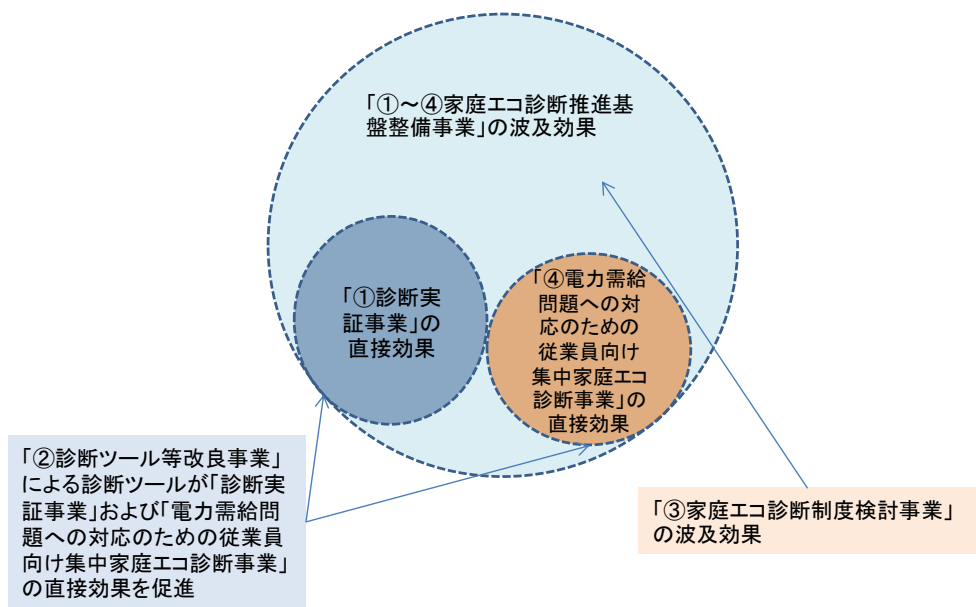 「①～④家庭エコ診断推進基
盤整備事業」の波及効果
「①診断実
証事業」の
直接効果
「④電力需給
問題への対
応のための
従業員向け
集中家庭エコ
診断事業」の
直接効果
「②診断ツール等改良事業」
による診断ツールが「診断実
証事業」および「電力需給問
題への対応のための従業員
向け集中家庭エコ診断事業」
の直接効果を促進
「③家庭エコ診断制度検討事業」
の波及効果